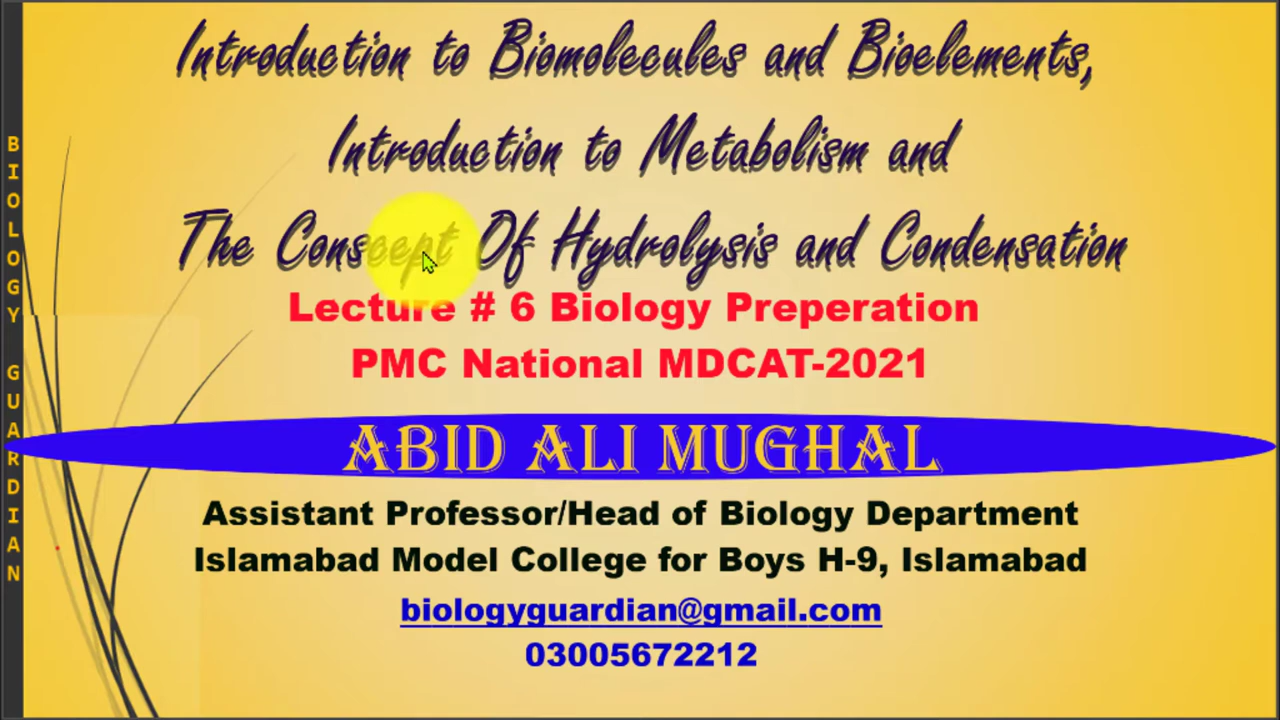 Introduction to Biomolecules and Bioelements,
Introduction to Metabolism and
The Conscept Of Hydrolysis and Condensation
Lecture # 6 Biology Preperation
PMC National MDCAT-2021
ABID ALI MUGHAL
Assistant Professor/Head of Biology Department
Islamabad Model College for Boys H-9, Islamabad
biologyguardian@gmail.com
03005672212
BIOLOGY GUARDIAN